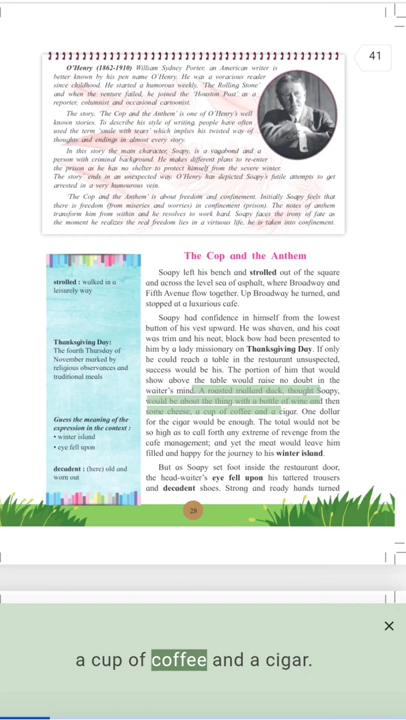 41
O'Henry (1862-1910) William Sydney Porter, an American writer is
better known by his pen name O'Henry. He was a voracious reader
since childhood. He started a humorous weekly, 'The Rolling Stone'
and when the venture failed, he joined the 'Houston Post' as a
reporter, columnist and occasional cartoonist.
The story, 'The Cop and the Anthem' is one of O'Henry's well
known stories. To describe his style of writing, people have often
used the term 'smile with tears' which implies his twisted way of
thoughts and endings in almost every story.
In this story the main character, Soapy, is a vagabond and a
person with criminal background. He makes different plans to re-enter
the prison as he has no shelter to protect himself from the severe winter.
The story ends in an unexpected way. O'Henry has depicted Soapy's futile attempts to get
arrested in a very humourous vein.
'The Cop and the Anthem' is about freedom and confinement. Initially Soapy feels that
there is freedom (from miseries and worries) in confinement (prison). The notes of anthem
transform him from within and he resolves to work hard. Soapy faces the irony of fate as
the moment he realizes the real freedom lies in a virtuous life, he is taken into confinement.
The Cop and the Anthem
strolled : walked in a
leisurely way
Thanksgiving Day:
The fourth Thursday of
November marked by
religious observances and
traditional meals
Guess the meaning of the
expression in the context :
• winter island
• eye fell upon
decadent : (here) old and
worn out
Soapy left his bench and strolled out of the square
and across the level sea of asphalt, where Broadway and
Fifth Avenue flow together. Up Broadway he turned, and
stopped at a luxurious cafe.
Soapy had confidence in himself from the lowest
button of his vest upward. He was shaven, and his coat
was trim and his neat, black bow had been presented to
him by a lady missionary on Thanksgiving Day. If only
he could reach a table in the restaurant unsuspected,
success would be his. The portion of him that would
show above the table would raise no doubt in the
waiter's mind. A roasted mallard duck, thought Soapy,
would be about the thing with a bottle of wine and then
some cheese, a cup of coffee and a cigar. One dollar
for the cigar would be enough. The total would not be
so high as to call forth any extreme of revenge from the
cafe management; and yet the meal would leave him
filled and happy for the journey to his winter island.
But as Soapy set foot inside the restaurant door,
the head-waiter's eye fell upon his tattered trousers
and decadent shoes. Strong and ready hands turned
28
a cup of coffee and a cigar.